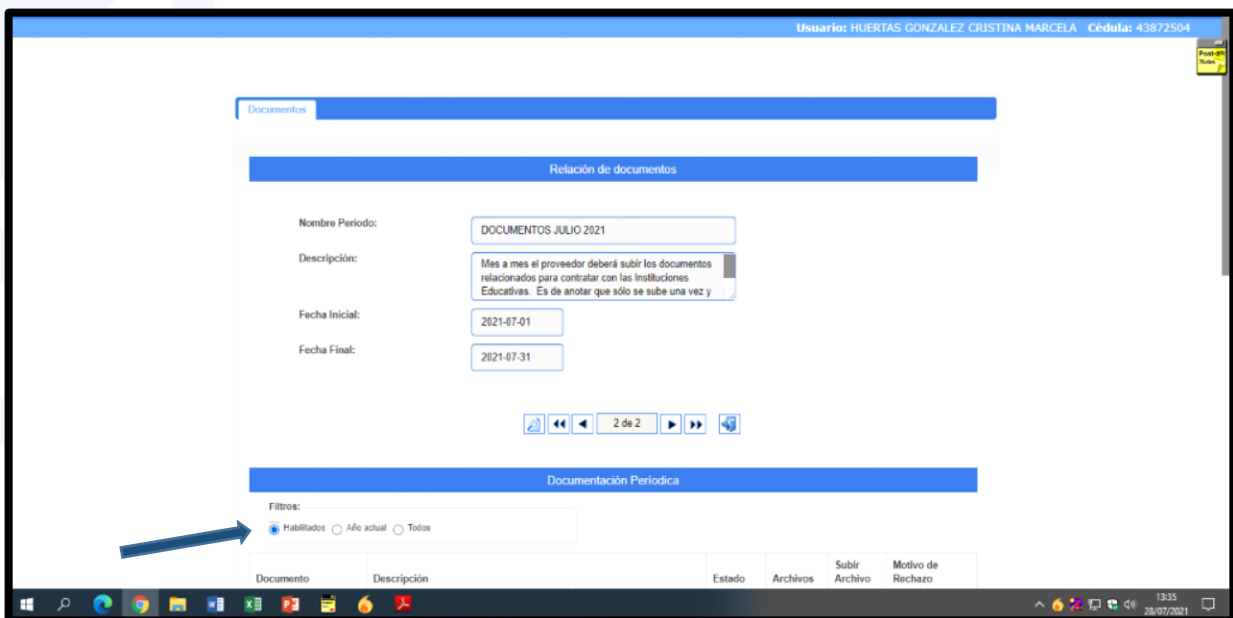 Usuario: HUERTAS GONZALEZ CRISTINA MARCELA Cédula: 43872504
Post-it®
Notes
Documentos
Relación de documentos
Nombre Periodo:
DOCUMENTOS JULIO 2021
Descripción:
Mes a mes el proveedor deberá subir los documentos
relacionados para contratar con las Instituciones
Educativas. Es de anotar que sólo se sube una vez y
Fecha Inicial:
2021-07-01
Fecha Final:
2021-07-31
2 de 2
Documentación Periodica
Filtros:
Habilitados Año actual Todos
Documento Descripción Estado Archivos Subir Archivo Motivo de Rechazo
13:35
28/07/2021